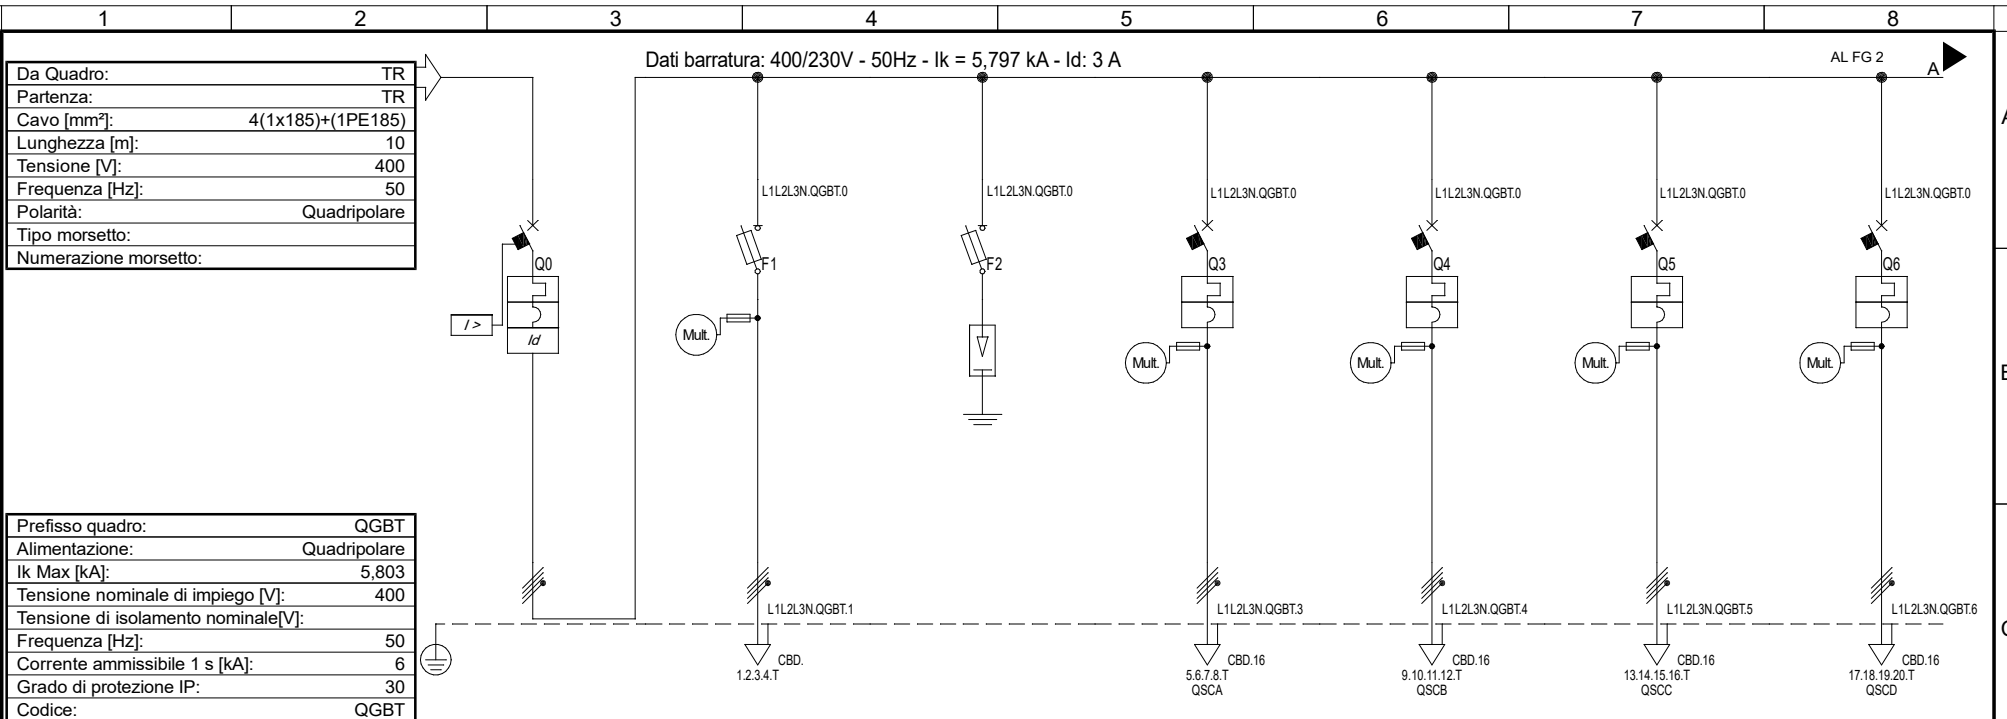 1 2 3 4 5 6 7 8
Dati barratura: 400/230V - 50Hz - Ik = 5,797 kA - Id: 3 A
AL FG 2
A
Da Quadro: TR
Partenza: TR
Cavo [mm²]: 4(1x185)+(1PE185)
Lunghezza [m]: 10
Tensione [V]: 400
Frequenza [Hz]: 50
Polarità: Quadripolare
Tipo morsetto:
Numerazione morsetto:
L1L2L3N.QGBT.0 L1L2L3N.QGBT.0 L1L2L3N.QGBT.0 L1L2L3N.QGBT.0 L1L2L3N.QGBT.0 L1L2L3N.QGBT.0
Q0 F1 F2 Q3 Q4 Q5 Q6
I >
Id
Mult. Mult. Mult. Mult. Mult.
Prefisso quadro: QGBT
Alimentazione: Quadripolare
Ik Max [kA]: 5,803
Tensione nominale di impiego [V]: 400
Tensione di isolamento nominale[V]:
Frequenza [Hz]: 50
Corrente ammissibile 1 s [kA]: 6
Grado di protezione IP: 30
Codice: QGBT
L1L2L3N.QGBT.1 L1L2L3N.QGBT.3 L1L2L3N.QGBT.4 L1L2L3N.QGBT.5 L1L2L3N.QGBT.6
CBD. CBD.16 CBD.16 CBD.16 CBD.16
1.2.3.4.T 5.6.7.8.T 9.10.11.12.T 13.14.15.16.T 17.18.19.20.T
QSCA QSCB QSCC QSCD